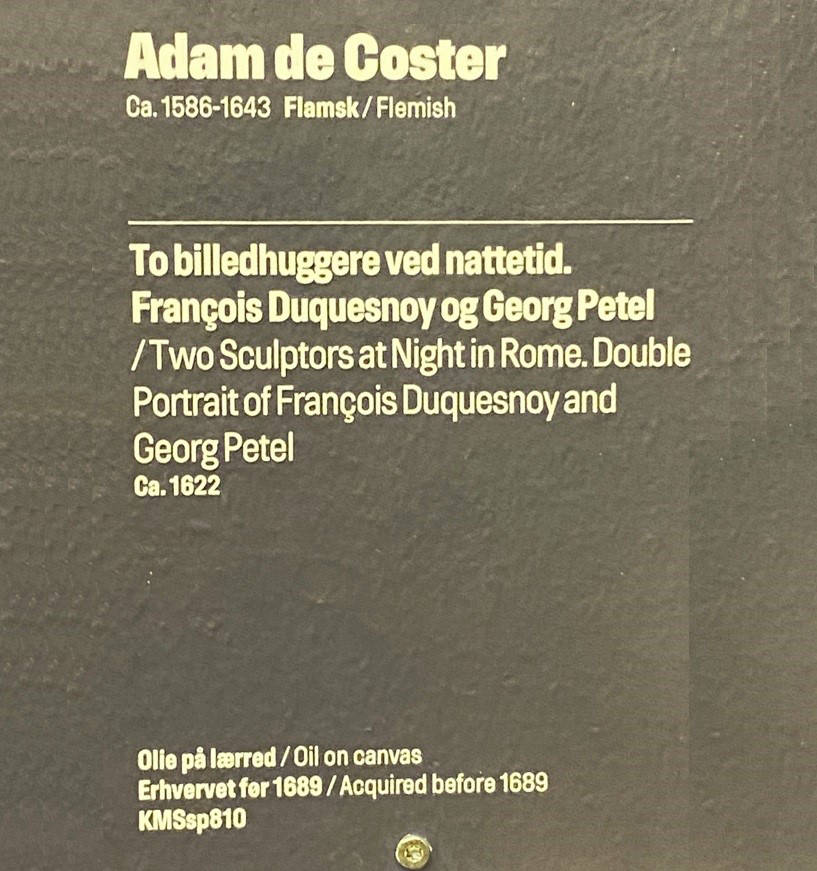 Adam de Coster
Ca. 1586-1643 Flamsk / Flemish
To billedhuggere ved nattetid.
François Duquesnoy og Georg Petel
/ Two Sculptors at Night in Rome. Double
Portrait of François Duquesnoy and
Georg Petel
Ca. 1622
Olie på lærred / Oil on canvas
Erhvervet før 1689 / Acquired before 1689
KMSsp810